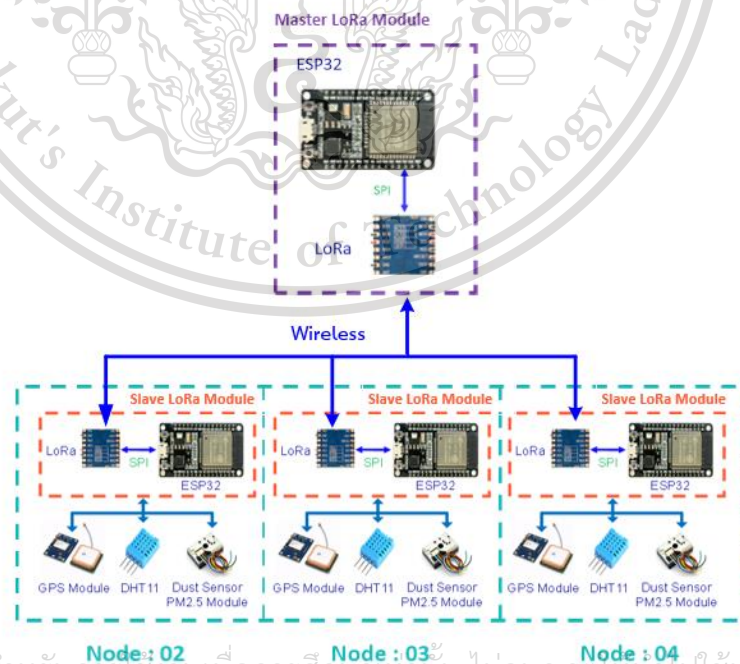 Master LoRa Module
ESP32
SPI
LoRa
Institute of Technology
Wireless
Slave LoRa Module
Slave LoRa Module
Slave LoRa Module
LoRa
SPI
ESP32
LoRa
SPI
ESP32
LoRa
SPI
ESP32
GPS Module
DHT11
Dust Sensor
PM2.5 Module
GPS Module
DHT11
Dust Sensor
PM2.5 Module
GPS Module
DHT11
Dust Sensor
PM2.5 Module
Node : 02
Node : 03
Node : 04